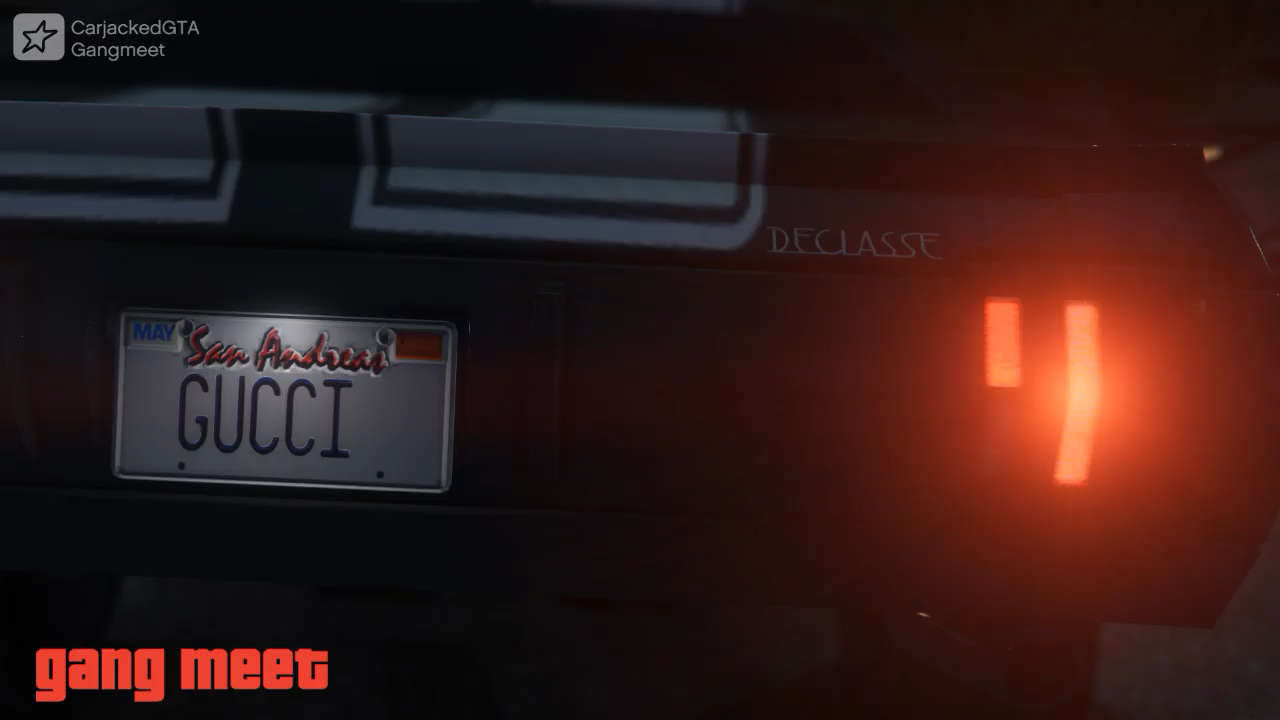 CarjackedGTA
Gangmeet
DECLASSE
MAY
San Andreas
GUCCI
gang meet